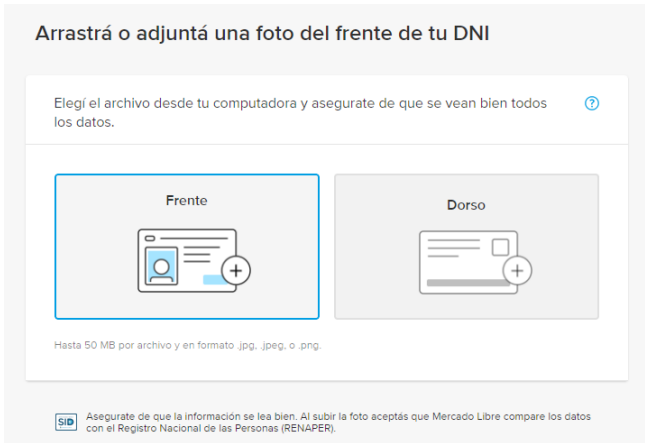 Arrastrá o adjuntá una foto del frente de tu DNI
Elegí el archivo desde tu computadora y asegurate de que se vean bien todos
los datos.
?
Frente
Dorso
Hasta 50 MB por archivo y en formato .jpg, .jpeg, o .png.
SID
Asegurate de que la información se lea bien. Al subir la foto aceptás que Mercado Libre compare los datos
con el Registro Nacional de las Personas (RENAPER).